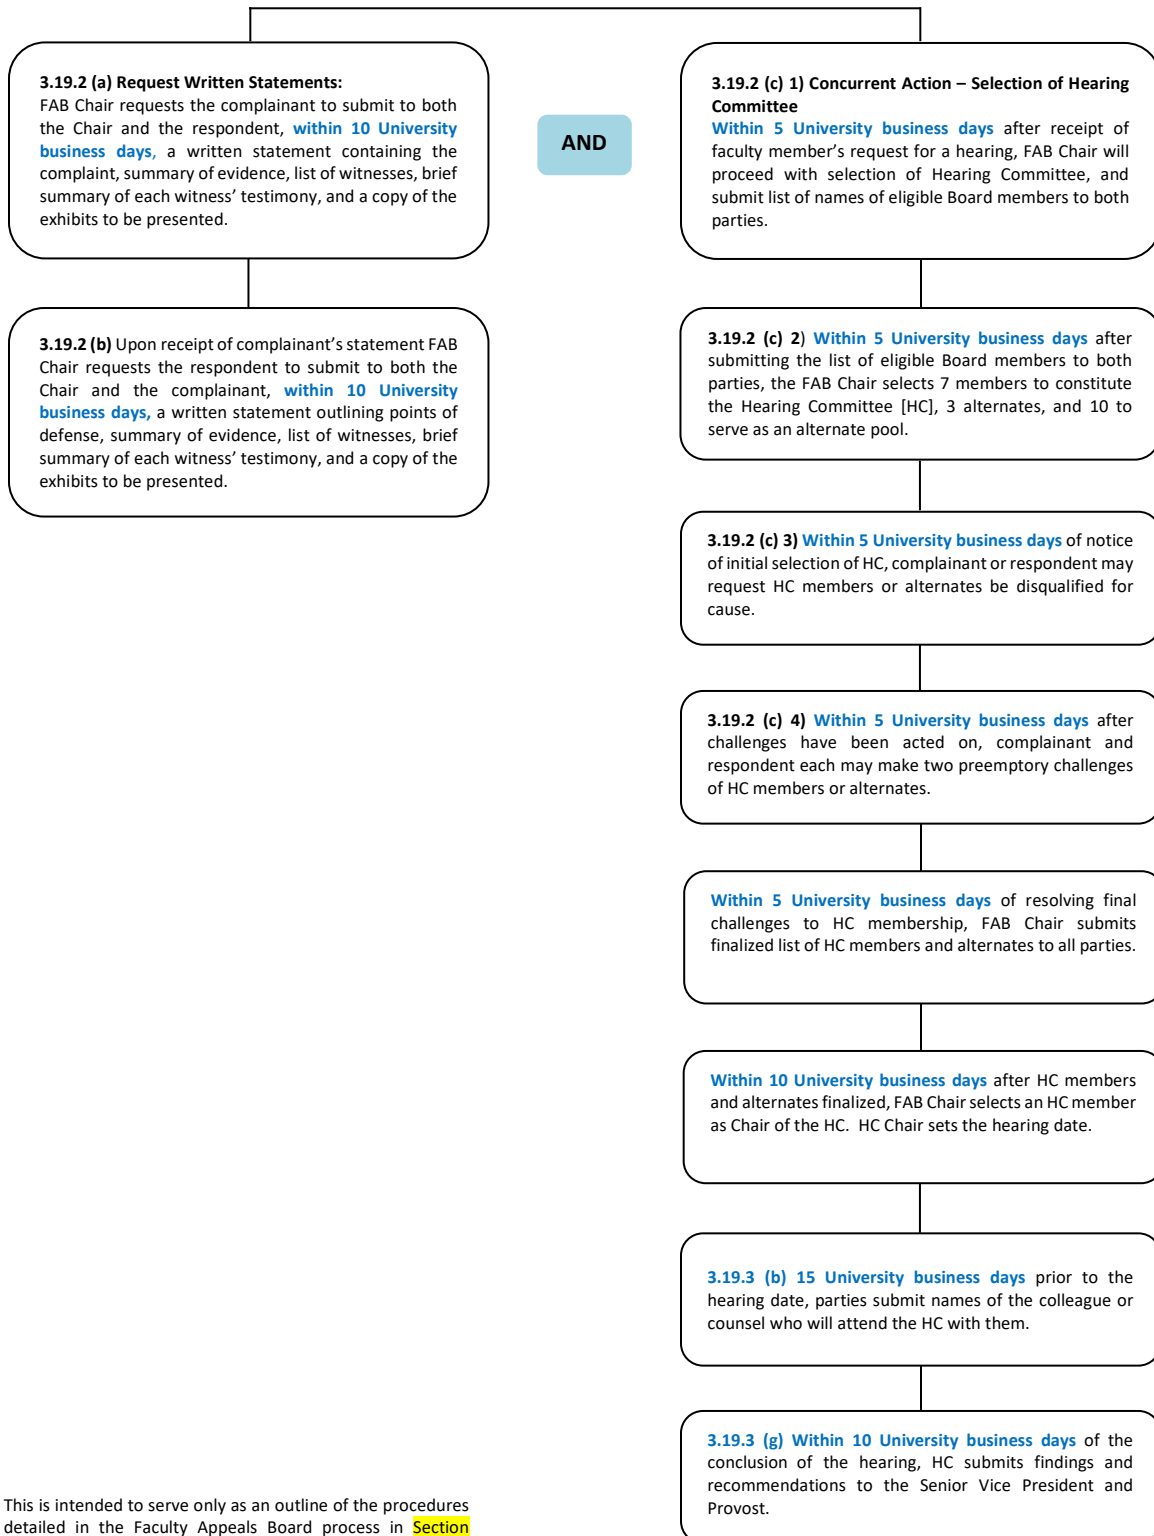 3.19.2 (a) Request Written Statements:
FAB Chair requests the complainant to submit to both
the Chair and the respondent, within 10 University
business days, a written statement containing the
complaint, summary of evidence, list of witnesses, brief
summary of each witness’ testimony, and a copy of the
exhibits to be presented.
3.19.2 (b) Upon receipt of complainant’s statement FAB
Chair requests the respondent to submit to both the
Chair and the complainant, within 10 University
business days, a written statement outlining points of
defense, summary of evidence, list of witnesses, brief
summary of each witness’ testimony, and a copy of the
exhibits to be presented.
AND
3.19.2 (c) 1) Concurrent Action – Selection of Hearing
Committee
Within 5 University business days after receipt of
faculty member’s request for a hearing, FAB Chair will
proceed with selection of Hearing Committee, and
submit list of names of eligible Board members to both
parties.
3.19.2 (c) 2) Within 5 University business days after
submitting the list of eligible Board members to both
parties, the FAB Chair selects 7 members to constitute
the Hearing Committee [HC], 3 alternates, and 10 to
serve as an alternate pool.
3.19.2 (c) 3) Within 5 University business days of notice
of initial selection of HC, complainant or respondent may
request HC members or alternates be disqualified for
cause.
3.19.2 (c) 4) Within 5 University business days after
challenges have been acted on, complainant and
respondent each may make two preemptory challenges
of HC members or alternates.
Within 5 University business days of resolving final
challenges to HC membership, FAB Chair submits
finalized list of HC members and alternates to all parties.
Within 10 University business days after HC members
and alternates finalized, FAB Chair selects an HC member
as Chair of the HC. HC Chair sets the hearing date.
3.19.3 (b) 15 University business days prior to the
hearing date, parties submit names of the colleague or
counsel who will attend the HC with them.
3.19.3 (g) Within 10 University business days of the
conclusion of the hearing, HC submits findings and
recommendations to the Senior Vice President and
Provost.
This is intended to serve only as an outline of the procedures
detailed in the Faculty Appeals Board process in Section